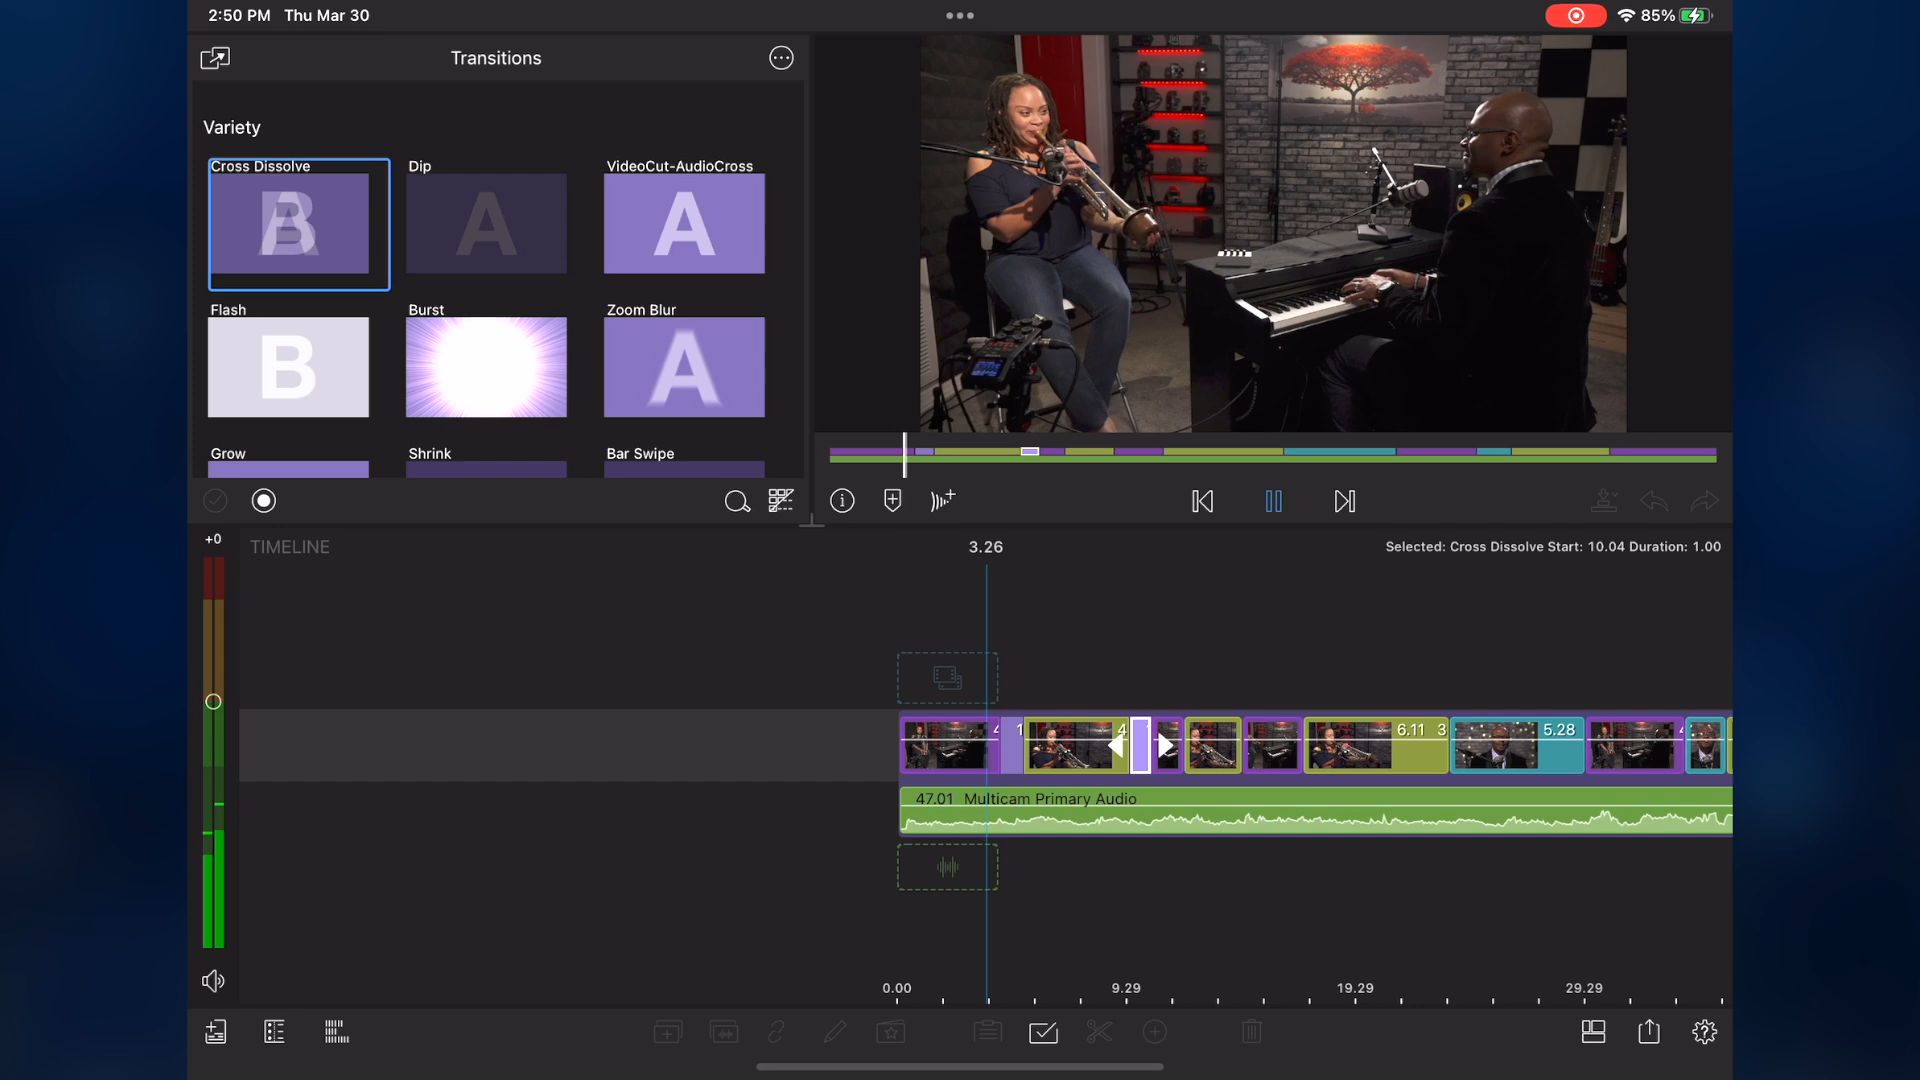 2:50 PM Thu Mar 30
85%
Transitions
Variety
Cross Dissolve
Dip
VideoCut-AudioCross
B A
A
A
Flash
Burst
Zoom Blur
B
A
Grow
Shrink
Bar Swipe
+0
TIMELINE
3.26
Selected: Cross Dissolve Start: 10.04 Duration: 1.00
1
4
6.11
3
5.28
47.01 Multicam Primary Audio
0.00
9.29
19.29
29.29